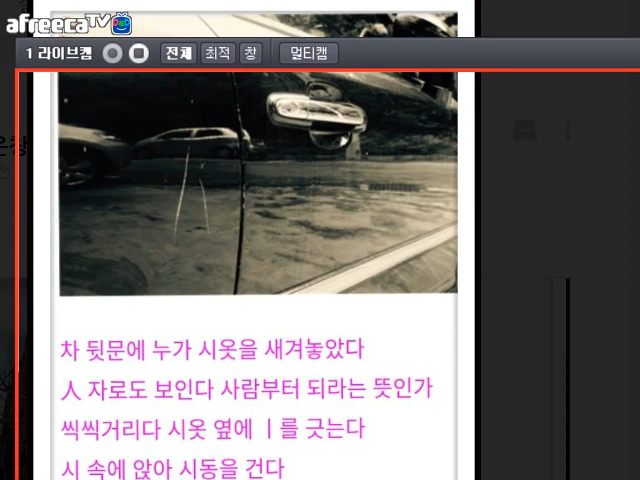 afreecaTV
1 라이브캠 전체 최적 창 멀티캠
차 뒷문에 누가 시옷을 새겨놓았다
人 자로도 보인다 사람부터 되라는 뜻인가
씩씩거리다 시옷 옆에 ㅣ를 긋는다
시 속에 앉아 시동을 건다